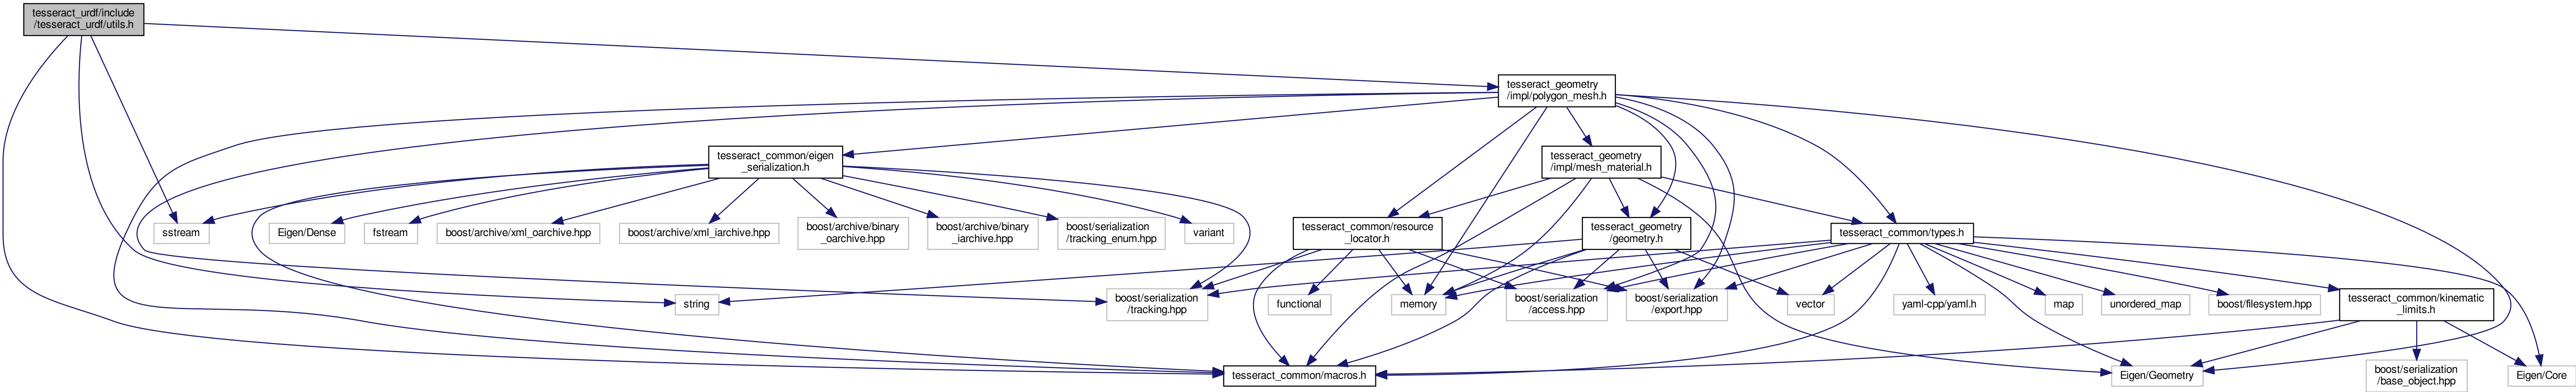 tesseract_urdf/include
/tesseract_urdf/utils.h
tesseract_geometry
/impl/polygon_mesh.h
tesseract_common/eigen
_serialization.h
tesseract_geometry
/impl/mesh_material.h
sstream
Eigen/Dense
fstream
boost/archive/xml_oarchive.hpp
boost/archive/xml_iarchive.hpp
boost/archive/binary
_oarchive.hpp
boost/archive/binary
_iarchive.hpp
boost/serialization
/tracking_enum.hpp
variant
tesseract_common/resource
_locator.h
tesseract_geometry
/geometry.h
tesseract_common/types.h
string
boost/serialization
/tracking.hpp
functional
memory
boost/serialization
/access.hpp
boost/serialization
/export.hpp
vector
yaml-cpp/yaml.h
map
unordered_map
boost/filesystem.hpp
tesseract_common/kinematic
_limits.h
tesseract_common/macros.h
Eigen/Geometry
boost/serialization
/base_object.hpp
Eigen/Core